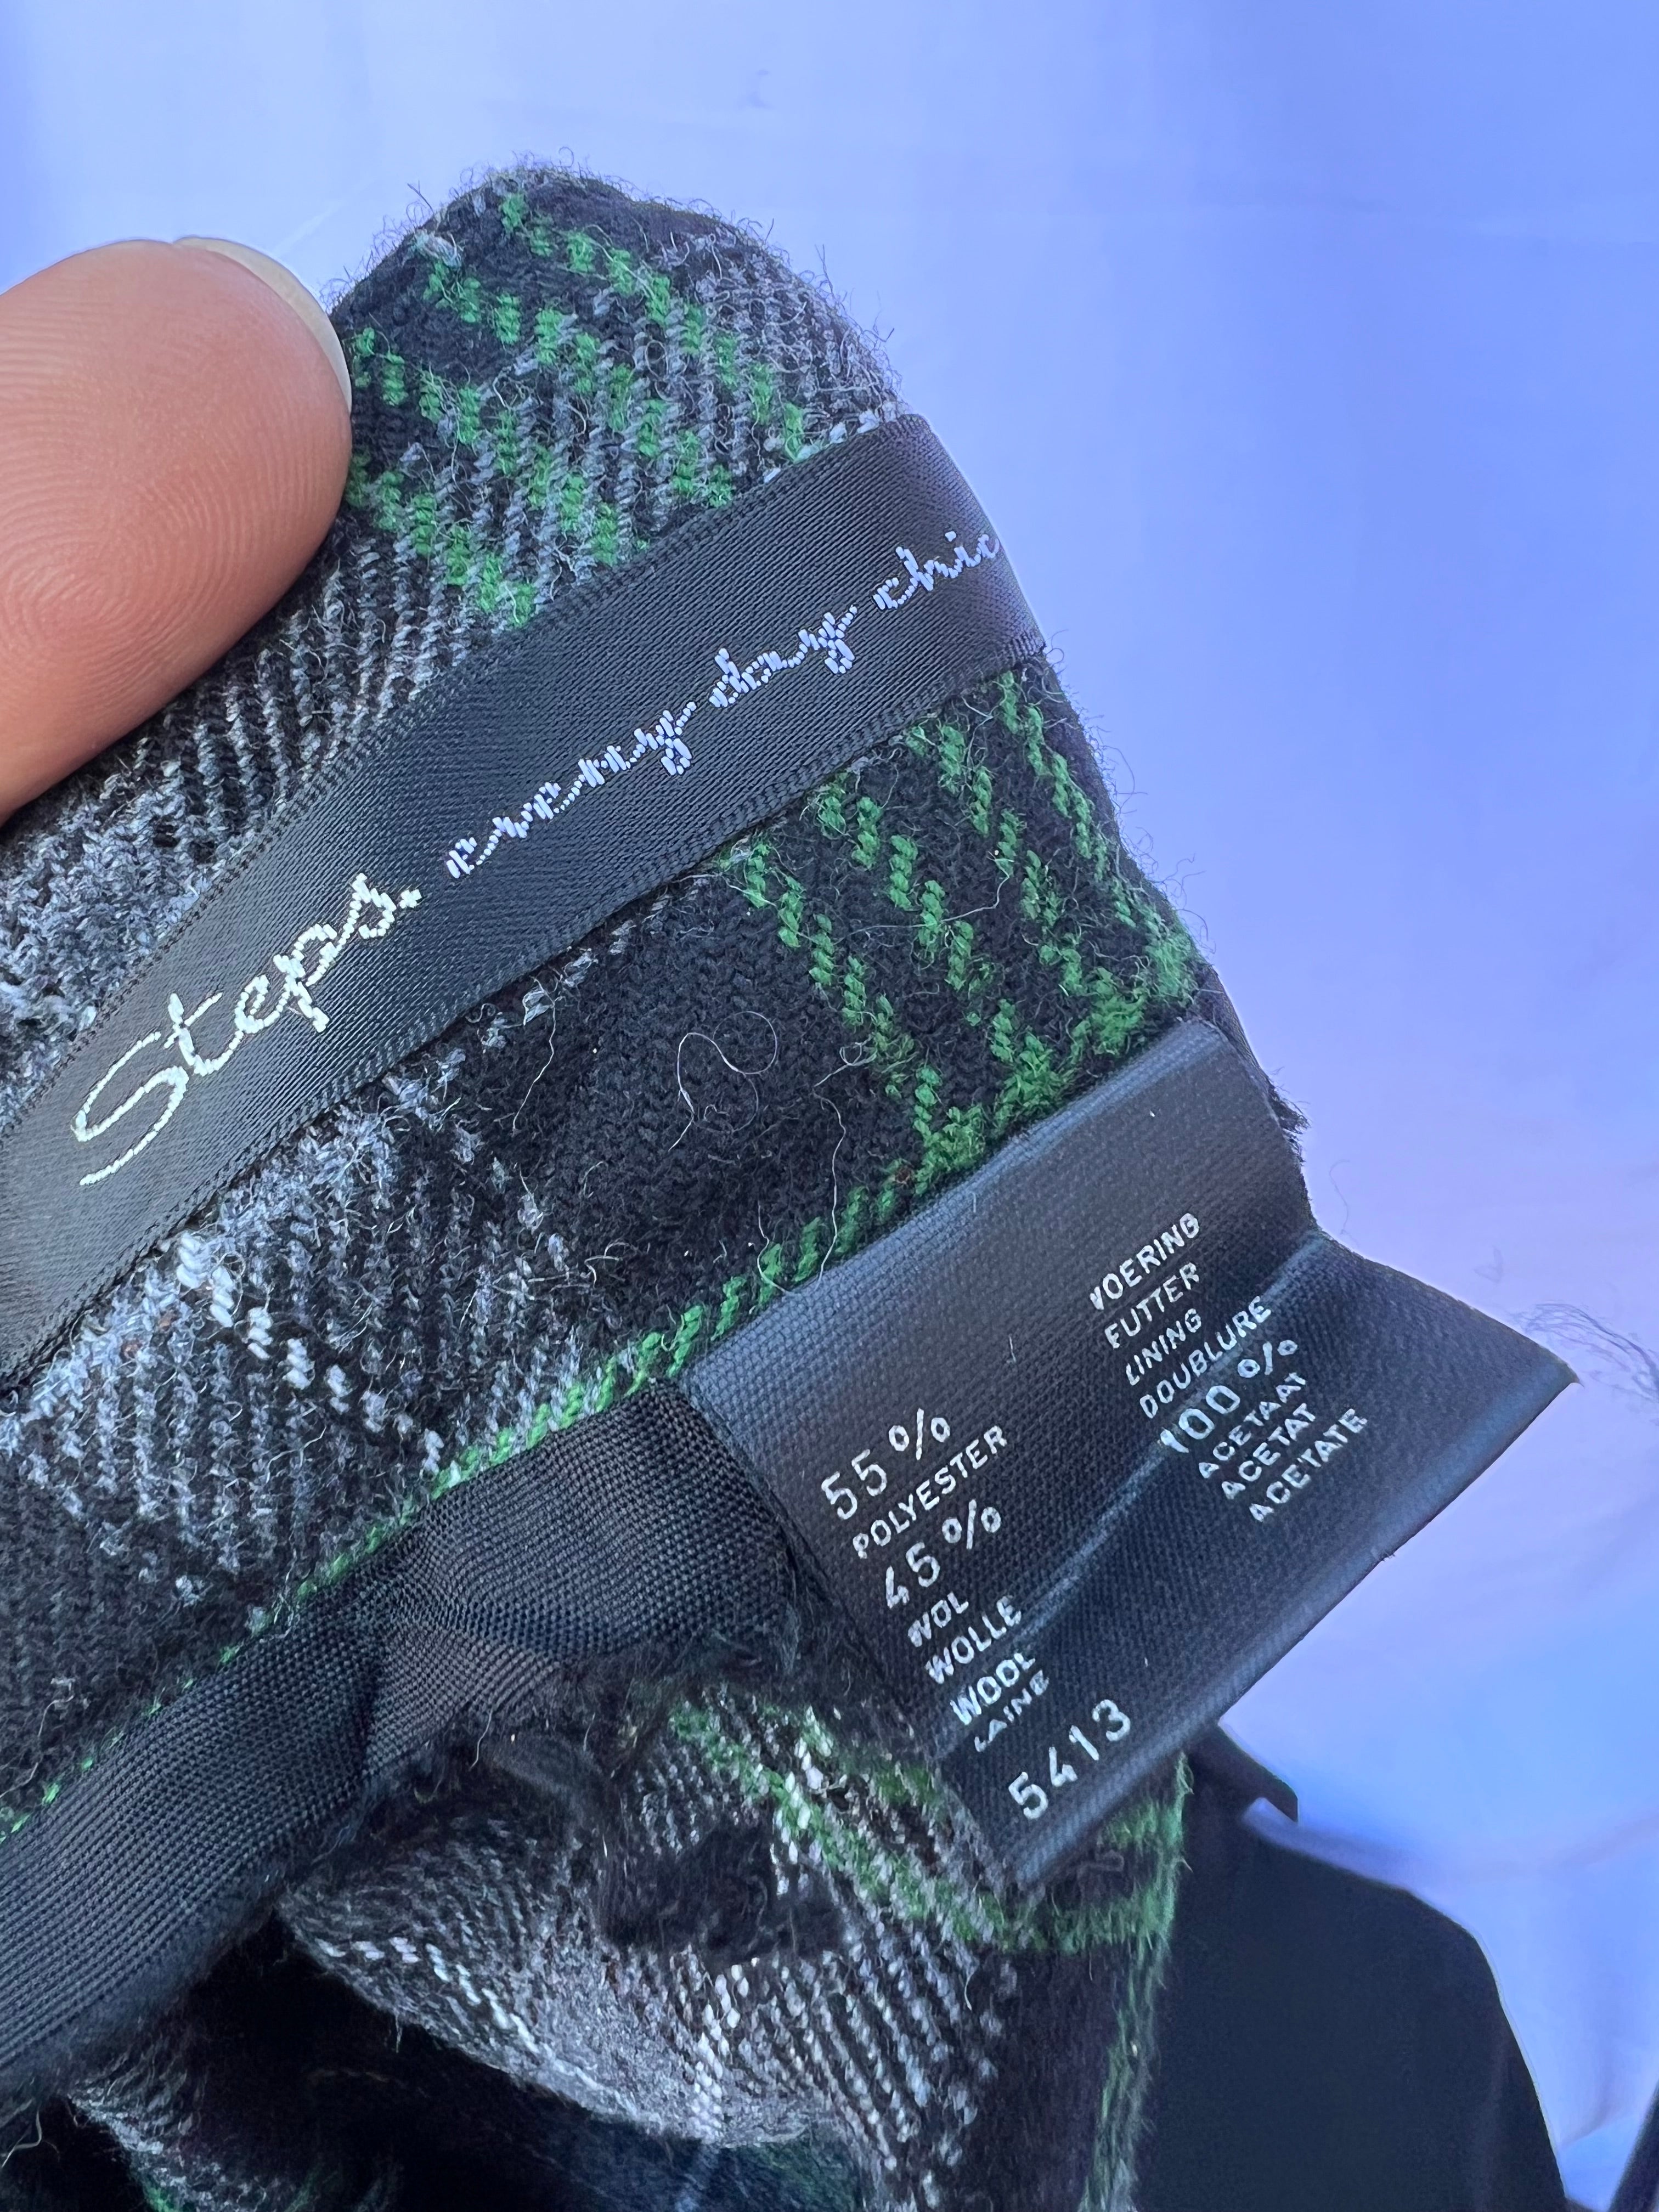 Steps. every day chic
55%
POLYESTER
45%
WOL
WOLLE
WOOL
LAINE
5413
VOERING
FUTTER
LINING
DOUBLURE
100%
ACETAAT
ACETAT
ACETATE